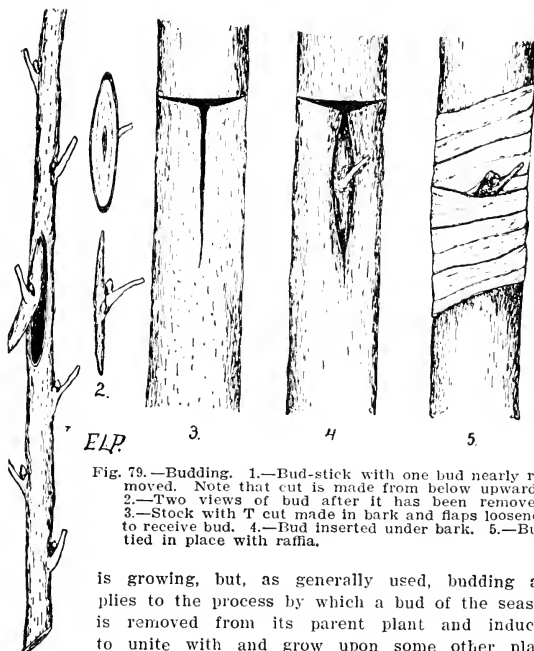 2.
ELP.
3.
4
5.
Fig. 79.—Budding. 1.—Bud-stick with one bud nearly r
moved. Note that cut is made from below upward
2.—Two views of bud after it has been remove
3.—Stock with T cut made in bark and flaps loosene
to receive bud. 4.—Bud inserted under bark. 5.—Bu
tied in place with raffia.
is growing, but, as generally used, budding a
plies to the process by which a bud of the seas
is removed from its parent plant and induc
to unite with and grow upon some other pla